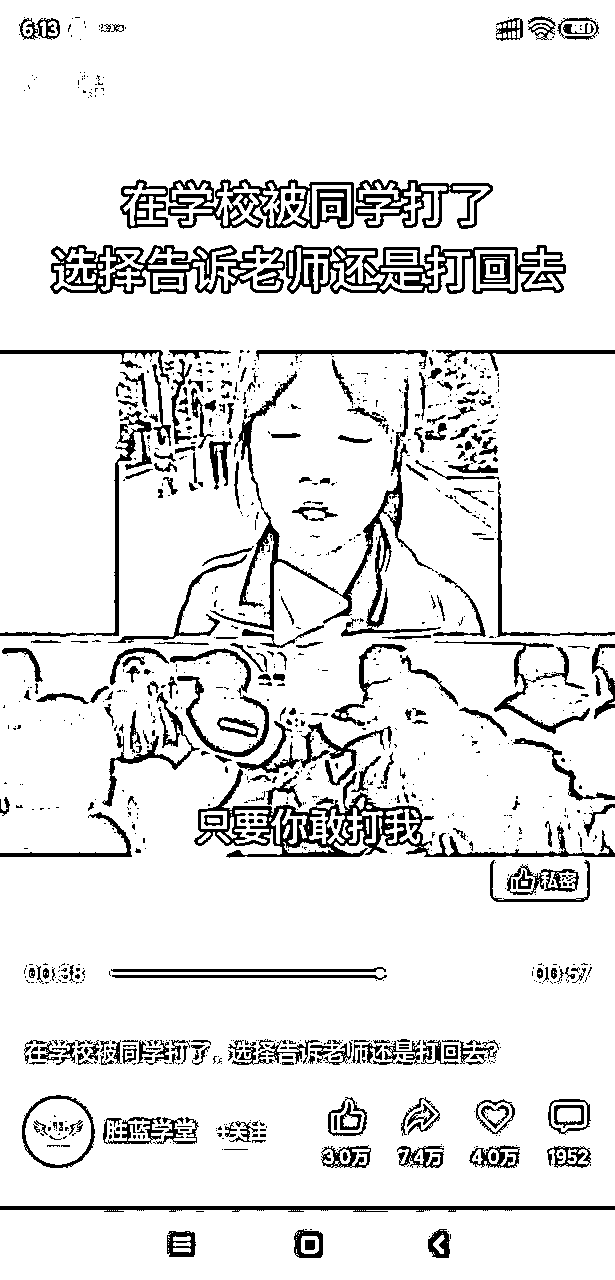 6:13
在学校被同学打了
选择告诉老师还是打回去
只要你敢打我
私密
00:38
00:57
在学校被同学打了。选择告诉老师还是打回去?
胜蓝学堂
+关注
3.0万
7.4万
4.0万
1952